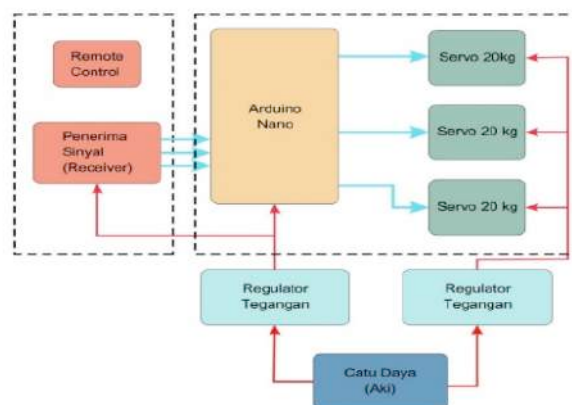 Remote
Control
Penerima
Sinyal
(Receiver)
Arduino
Nano
Servo 20kg
Servo 20 kg
Servo 20 kg
Regulator
Tegangan
Regulator
Tegangan
Catu Daya
(Aki)